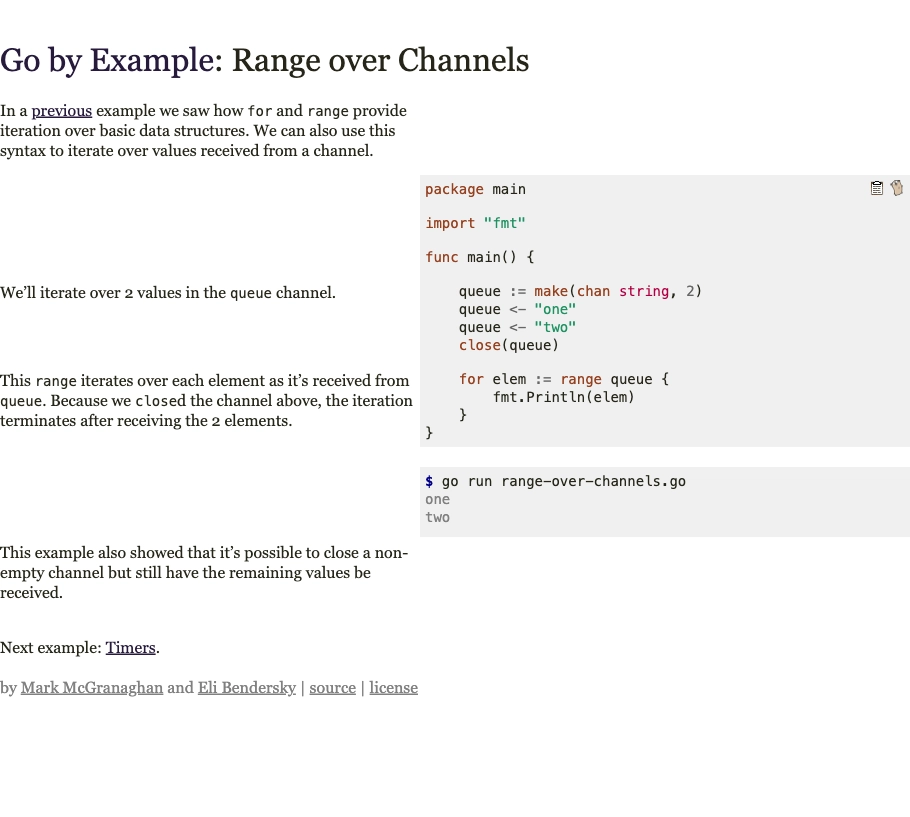 Go by Example: Range over Channels
In a previous example we saw how for and range provide
iteration over basic data structures. We can also use this
syntax to iterate over values received from a channel.
package main
import "fmt"
func main() {
We’ll iterate over 2 values in the queue channel.
queue := make(chan string, 2)
queue <- "one"
queue <- "two"
close(queue)
This range iterates over each element as it’s received from
queue. Because we closed the channel above, the iteration
terminates after receiving the 2 elements.
for elem := range queue {
fmt.Println(elem)
}
}
$ go run range-over-channels.go
one
two
This example also showed that it’s possible to close a non-
empty channel but still have the remaining values be
received.
Next example: Timers.
by Mark McGranaghan and Eli Bendersky | source | license